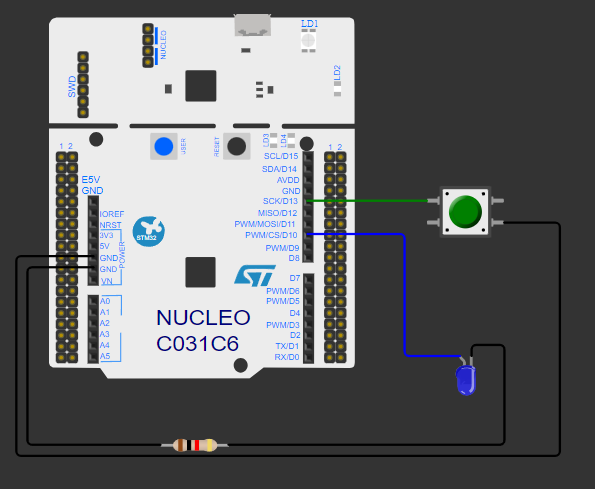 LD1
NUCLEO
SWD
LD2
1 2
USER
RESET
LD3
LD4
1 2
E5V
GND
IOREF
NRST
3V3
5V
GND
GND
VN
POWER
A0
A1
A2
A3
A4
A5
STM32
SCL/D15
SDA/D14
AVDD
GND
SCK/D13
MISO/D12
PWM/MOSI/D11
PWM/CS/D10
PWM/D9
D8
D7
PWM/D6
PWM/D5
D4
PWM/D3
D2
TX/D1
RX/D0
ST
NUCLEO
C031C6